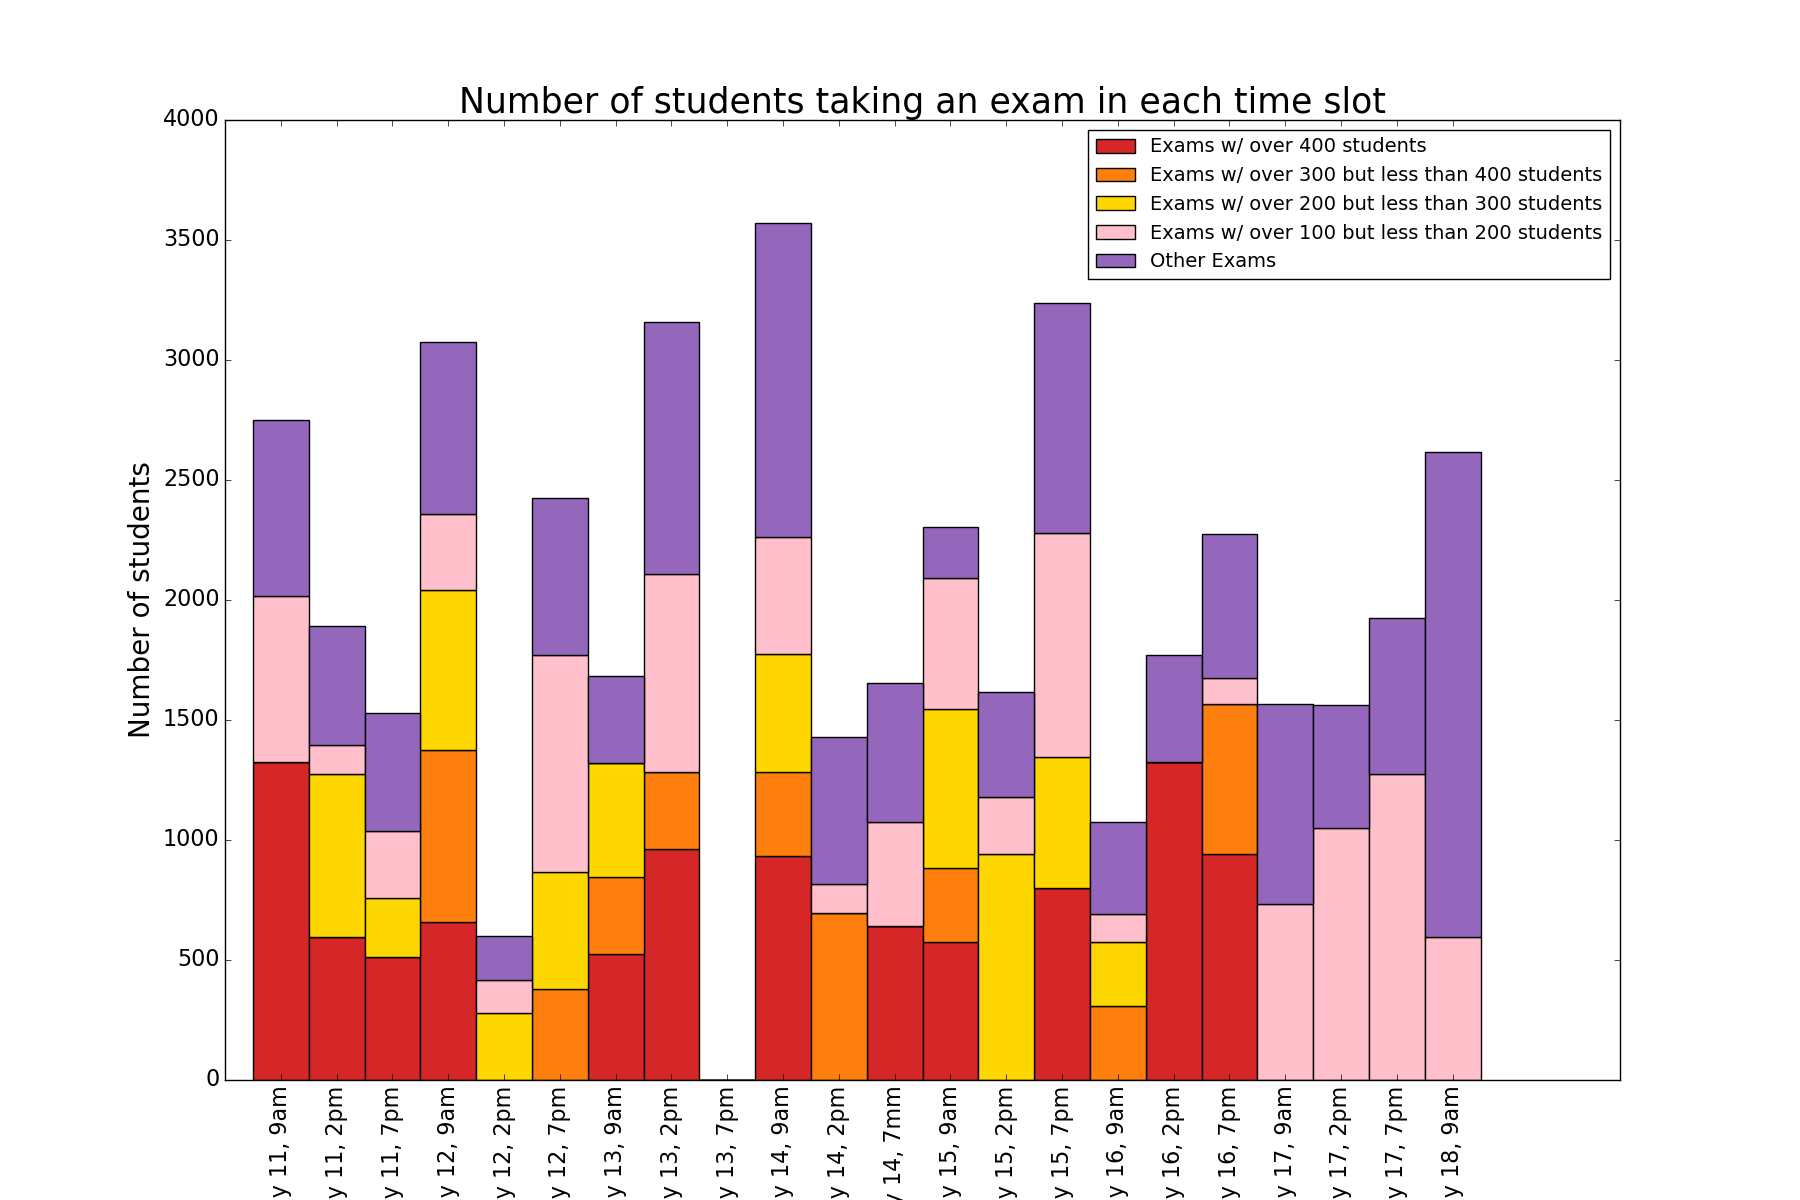 Number of students taking an exam in each time slot
Exams w/ over 400 students
Exams w/ over 300 but less than 400 students
Exams w/ over 200 but less than 300 students
Exams w/ over 100 but less than 200 students
Other Exams
Number of students
4000
3500
3000
2500
2000
1500
1000
500
0
y 11, 9am
y 11, 2pm
y 11, 7pm
y 12, 9am
y 12, 2pm
y 12, 7pm
y 13, 9am
y 13, 2pm
y 13, 7pm
y 14, 9am
y 14, 2pm
y 14, 7mm
y 15, 9am
y 15, 2pm
y 15, 7pm
y 16, 9am
y 16, 2pm
y 16, 7pm
y 17, 9am
y 17, 2pm
y 17, 7pm
y 18, 9am